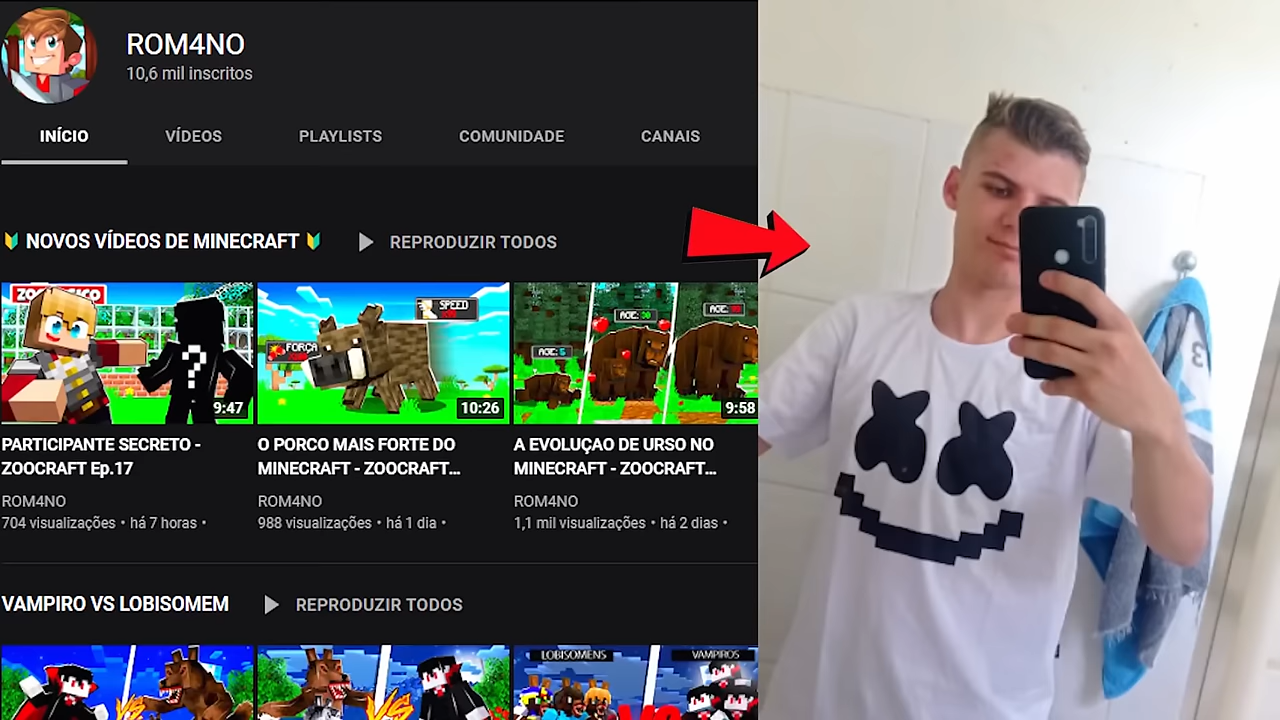 ROM4NO
10,6 mil inscritos
INÍCIO VÍDEOS PLAYLISTS COMUNIDADE CANAIS
NOVOS VÍDEOS DE MINECRAFT REPRODUZIR TODOS
?
9:47
FORÇA
SPEED
10:26
AGE: 5
AGE: 30
9:58
PARTICIPANTE SECRETO -
ZOOCRAFT Ep.17
ROM4NO
704 visualizações • há 7 horas •
O PORCO MAIS FORTE DO
MINECRAFT - ZOOCRAFT...
ROM4NO
988 visualizações • há 1 dia •
A EVOLUÇAO DE URSO NO
MINECRAFT - ZOOCRAFT...
ROM4NO
1,1 mil visualizações • há 2 dias •
VAMPIRO VS LOBISOMEM REPRODUZIR TODOS
VS
VS
LOBISOMENS VAMPIROS
VS